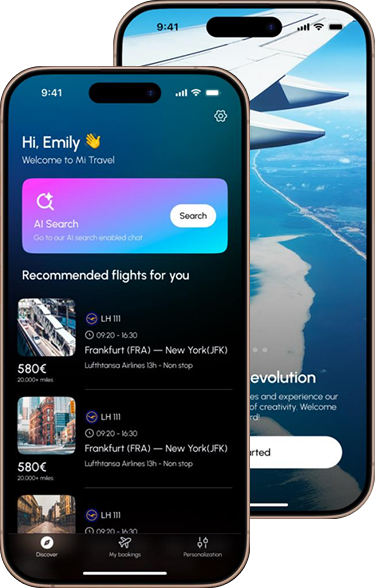 9:41
Hi, Emily 👋
Welcome to Mi Travel
AI Search
Go to our AI search enabled chat
Search
Recommended flights for you
LH 111
09:20 - 16:30
Frankfurt (FRA) — New York(JFK)
Lufthtansa Airlines 13h - Non stop
580€
20.000+ miles
LH 111
09:20 - 16:30
Frankfurt (FRA) — New York(JFK)
Lufthtansa Airlines 13h - Non stop
580€
20.000+ miles
LH 111
09:20 - 16:30
Discover
My bookings
Personalization
9:41
evolution
es and experience our
of creativity. Welcome
rd!
arted